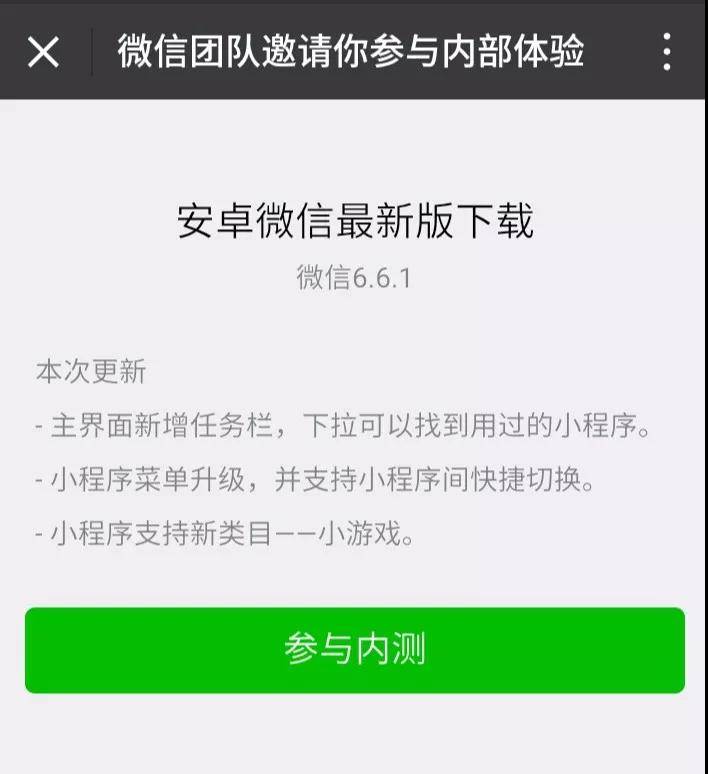 微信团队邀请你参与内部体验
安卓微信最新版下载
微信6.6.1
本次更新
- 主界面新增任务栏，下拉可以找到用过的小程序。
- 小程序菜单升级，并支持小程序间快捷切换。
- 小程序支持新类目——小游戏。
参与内测